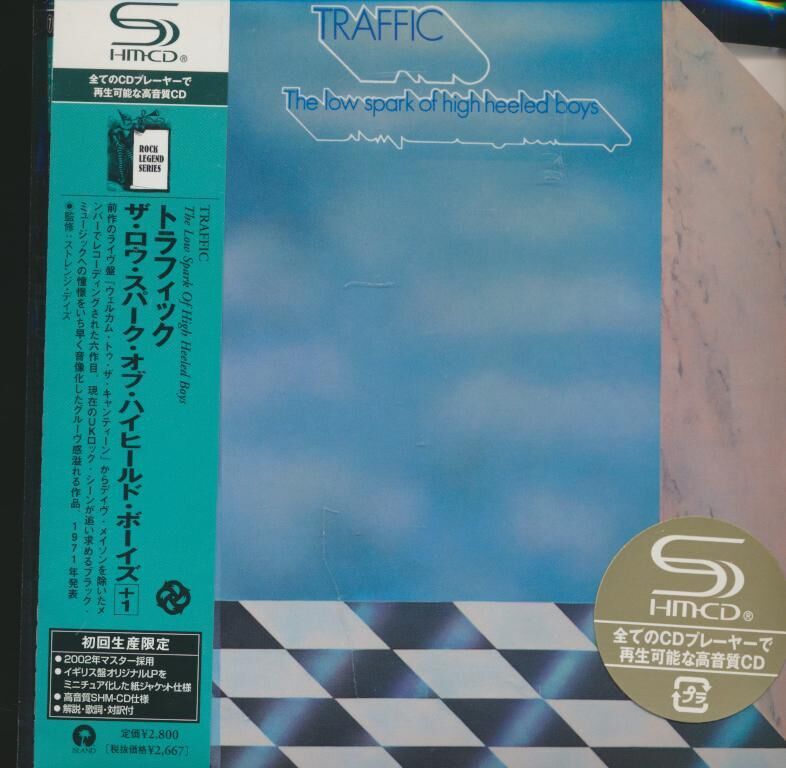 SHM-CD®
全てのCDプレーヤーで
再生可能な高音質CD
ROCK
LEGEND
SERIES
TRAFFIC
The Low Spark Of High Heeled Boys
トラフィック
ザ・ロウ・スパーク・オブ・ハイヒールド・ボーイズ+1
前作のライヴ盤「ウェルカム・トゥ・ザ・キャンティーン」からデイヴ・メイソンを除いたメ
ンバーでレコーディングされた六作目。現在のUKロック・シーンが追い求めるブラック・
ミュージックへの憧憬をいち早く音像化したグルーヴ感溢れる作品。1971年発表
●監修:ストレンジ・デイズ
初回生産限定
●2002年マスター採用
●イギリス盤オリジナルLPを
ミニチュア化した紙ジャケット仕様
●高音質SHM-CD仕様
●解説・歌詞・対訳付
ISLAND
定価¥2,800
[税抜価格¥2,667]
TRAFFIC
The low spark of high heeled boys
SHM-CD®
全てのCDプレーヤーで
再生可能な高音質CD
プラ